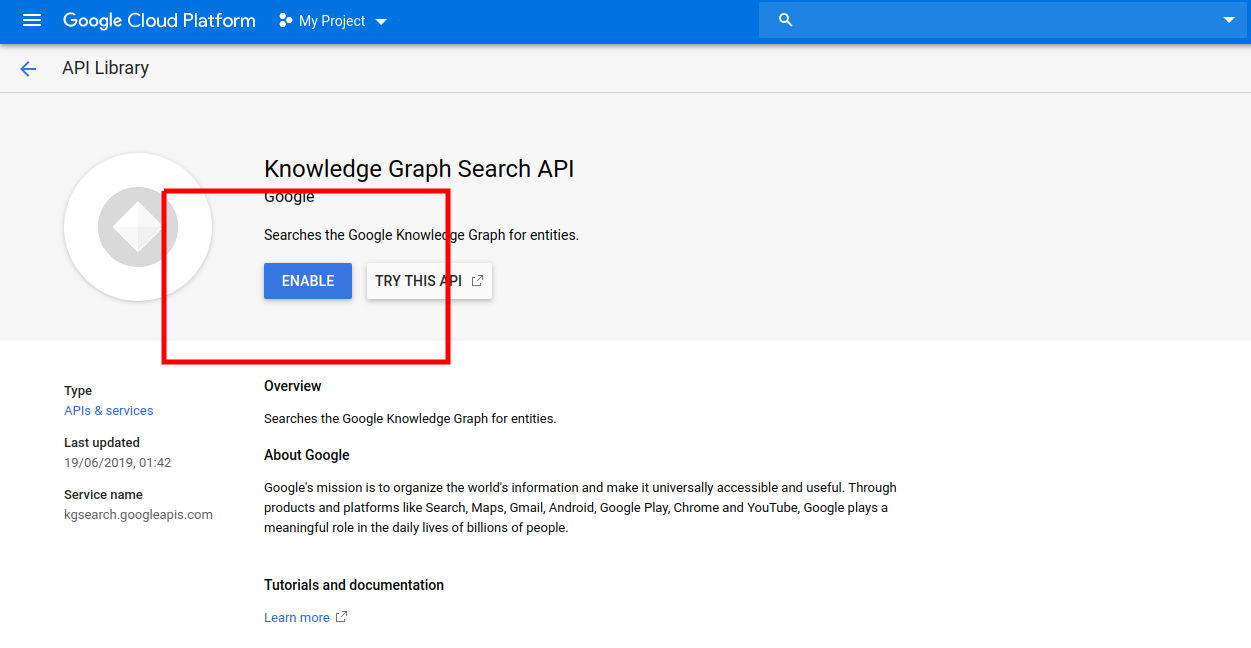 Google Cloud Platform My Project
API Library
Knowledge Graph Search API
Google
Searches the Google Knowledge Graph for entities.
ENABLE TRY THIS API
Type
APIs & services
Last updated
19/06/2019, 01:42
Service name
kgsearch.googleapis.com
Overview
Searches the Google Knowledge Graph for entities.
About Google
Google's mission is to organize the world's information and make it universally accessible and useful. Through
products and platforms like Search, Maps, Gmail, Android, Google Play, Chrome and YouTube, Google plays a
meaningful role in the daily lives of billions of people.
Tutorials and documentation
Learn more